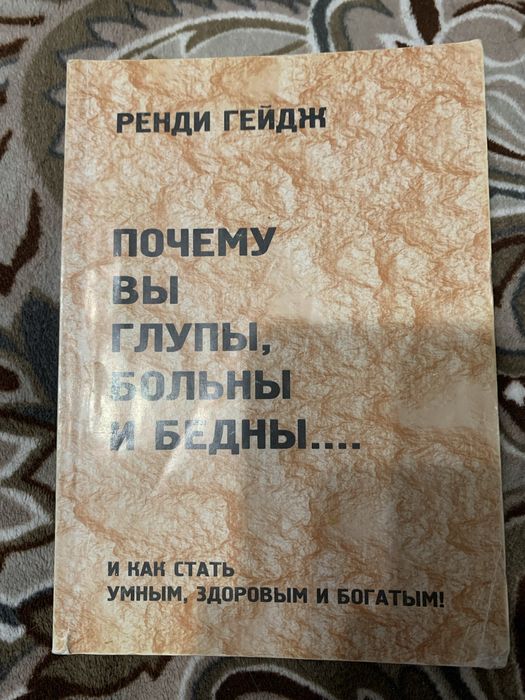 РЕНДИ ГЕЙДЖ
ПОЧЕМУ
ВЫ
ГЛУПЫ,
БОЛЬНЫ
И БЕДНЫ....
И КАК СТАТЬ
УМНЫМ, ЗДОРОВЫМ И БОГАТЫМ!